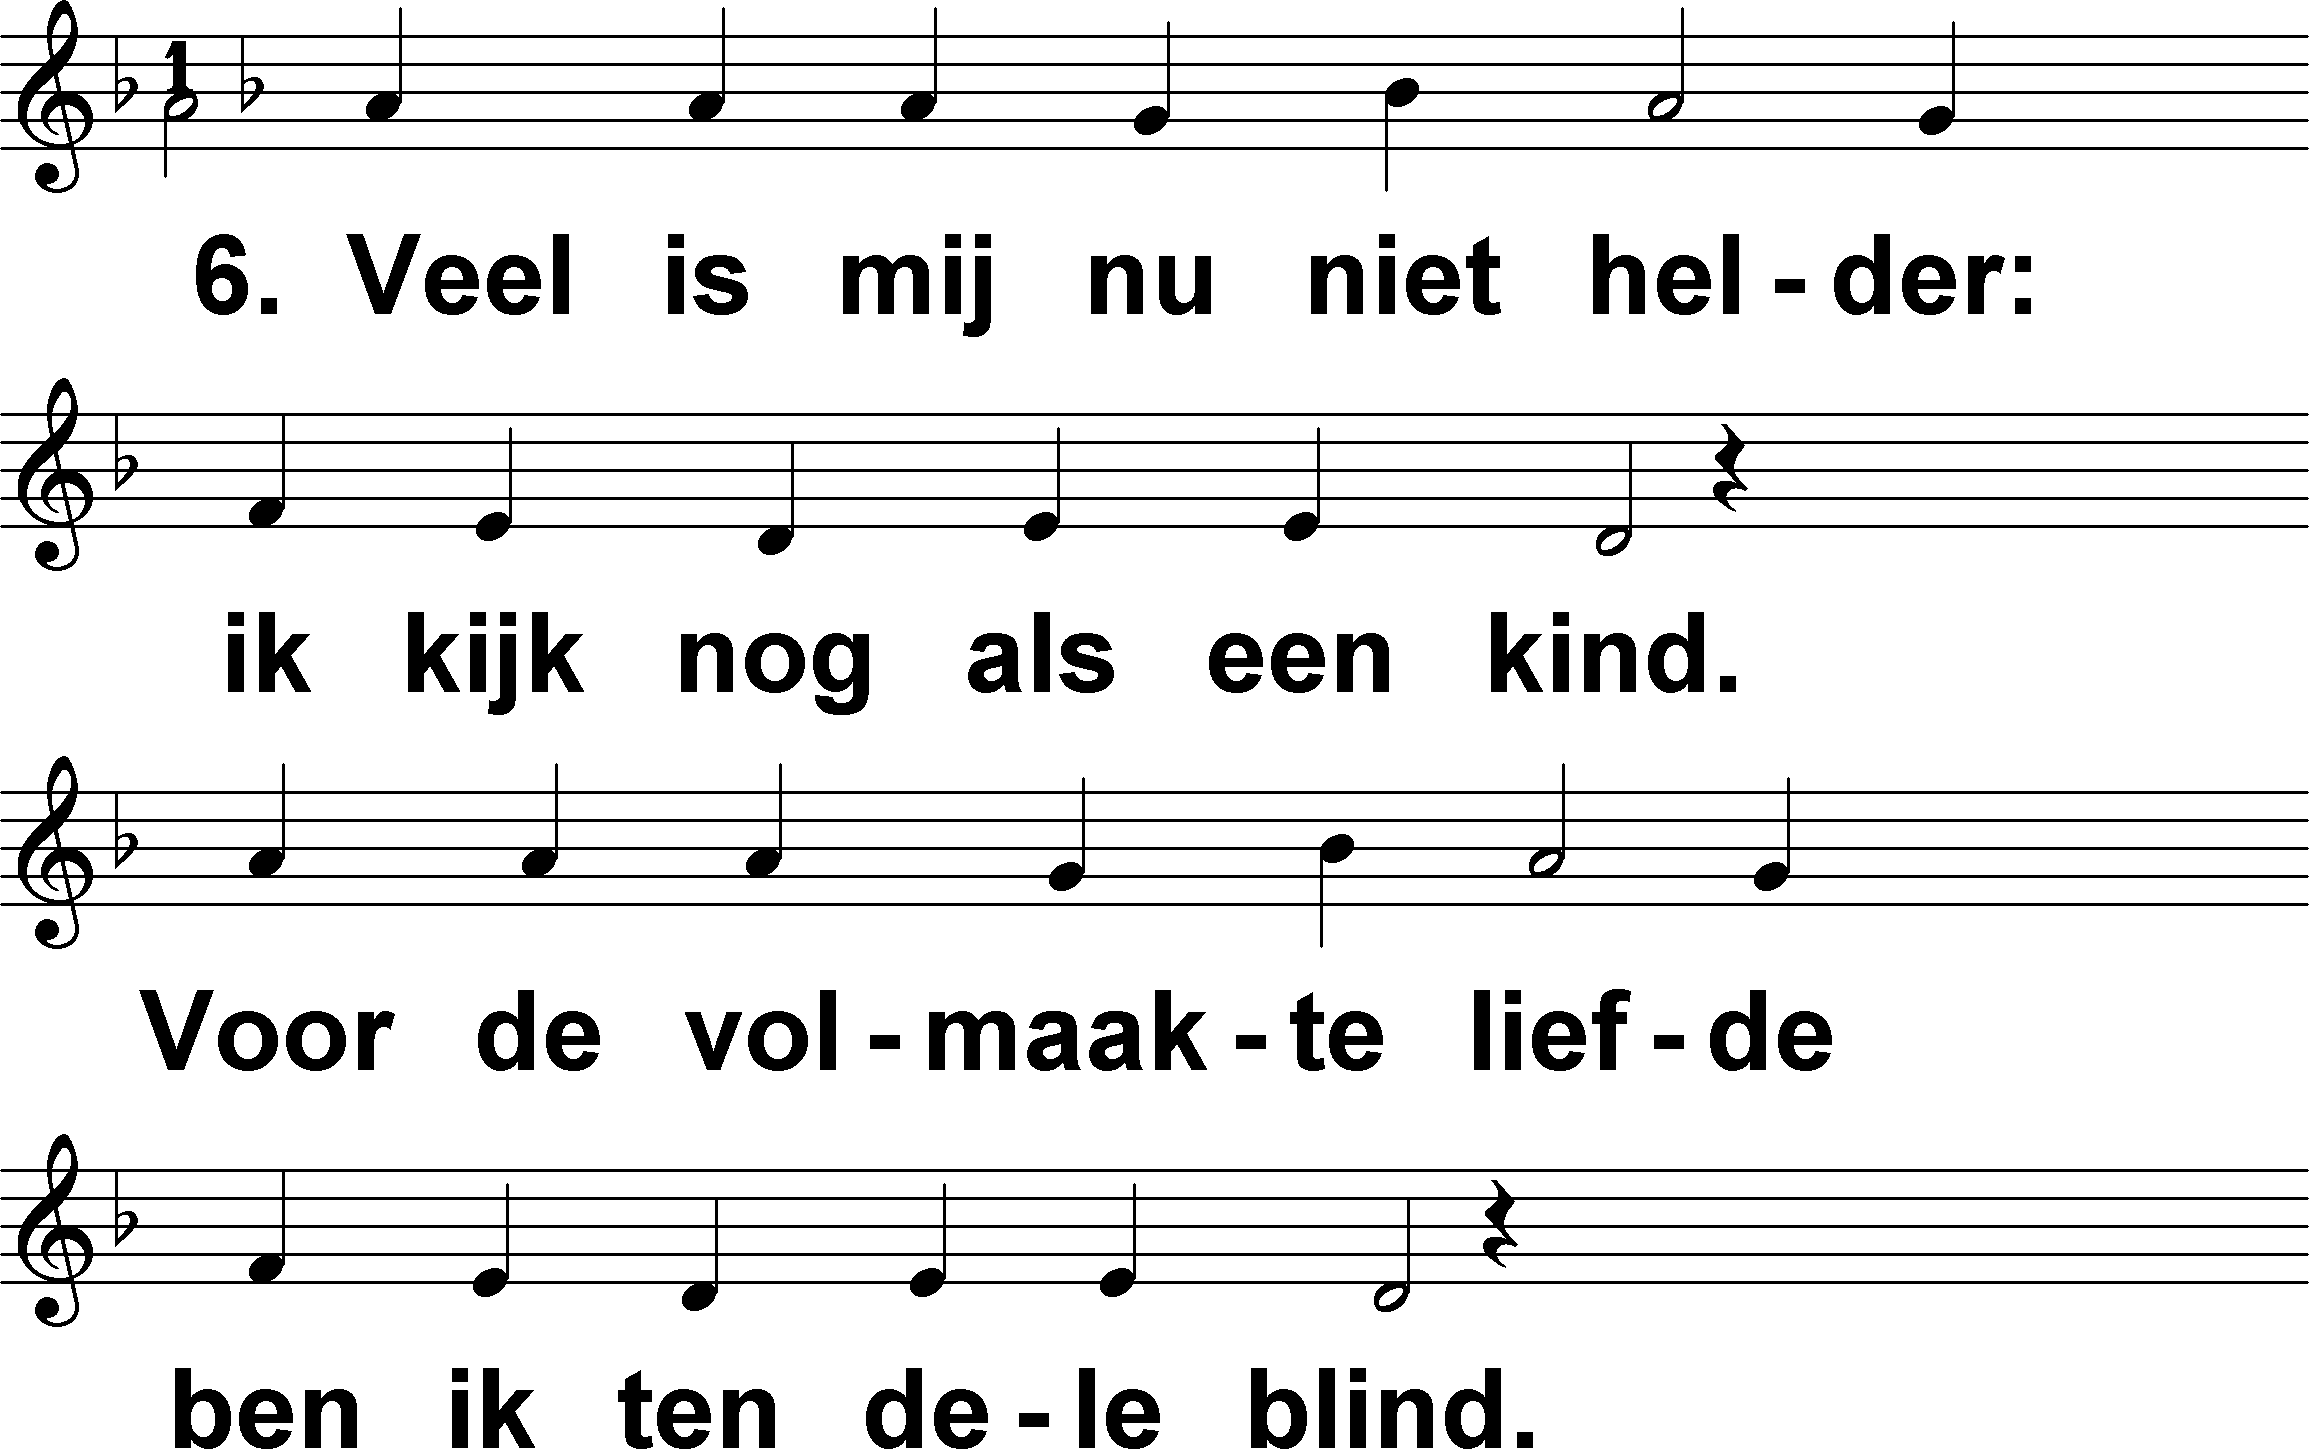 1
6. Veel is mij nu niet hel - der:
ik kijk nog als een kind.
Voor de vol - maak - te lief - de
ben ik ten de - le blind.